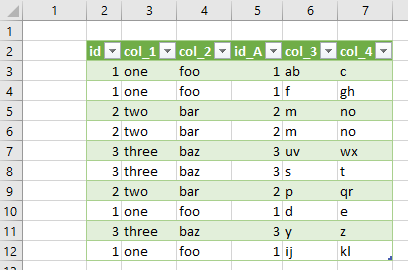 1 2 3 4 5 6 7
1
2 id col_1 col_2 id_A col_3 col_4
3 1 one foo 1 ab c
4 1 one foo 1 f gh
5 2 two bar 2 m no
6 2 two bar 2 m no
7 3 three baz 3 uv wx
8 3 three baz 3 s t
9 2 two bar 2 p qr
10 1 one foo 1 d e
11 3 three baz 3 y z
12 1 one foo 1 ij kl